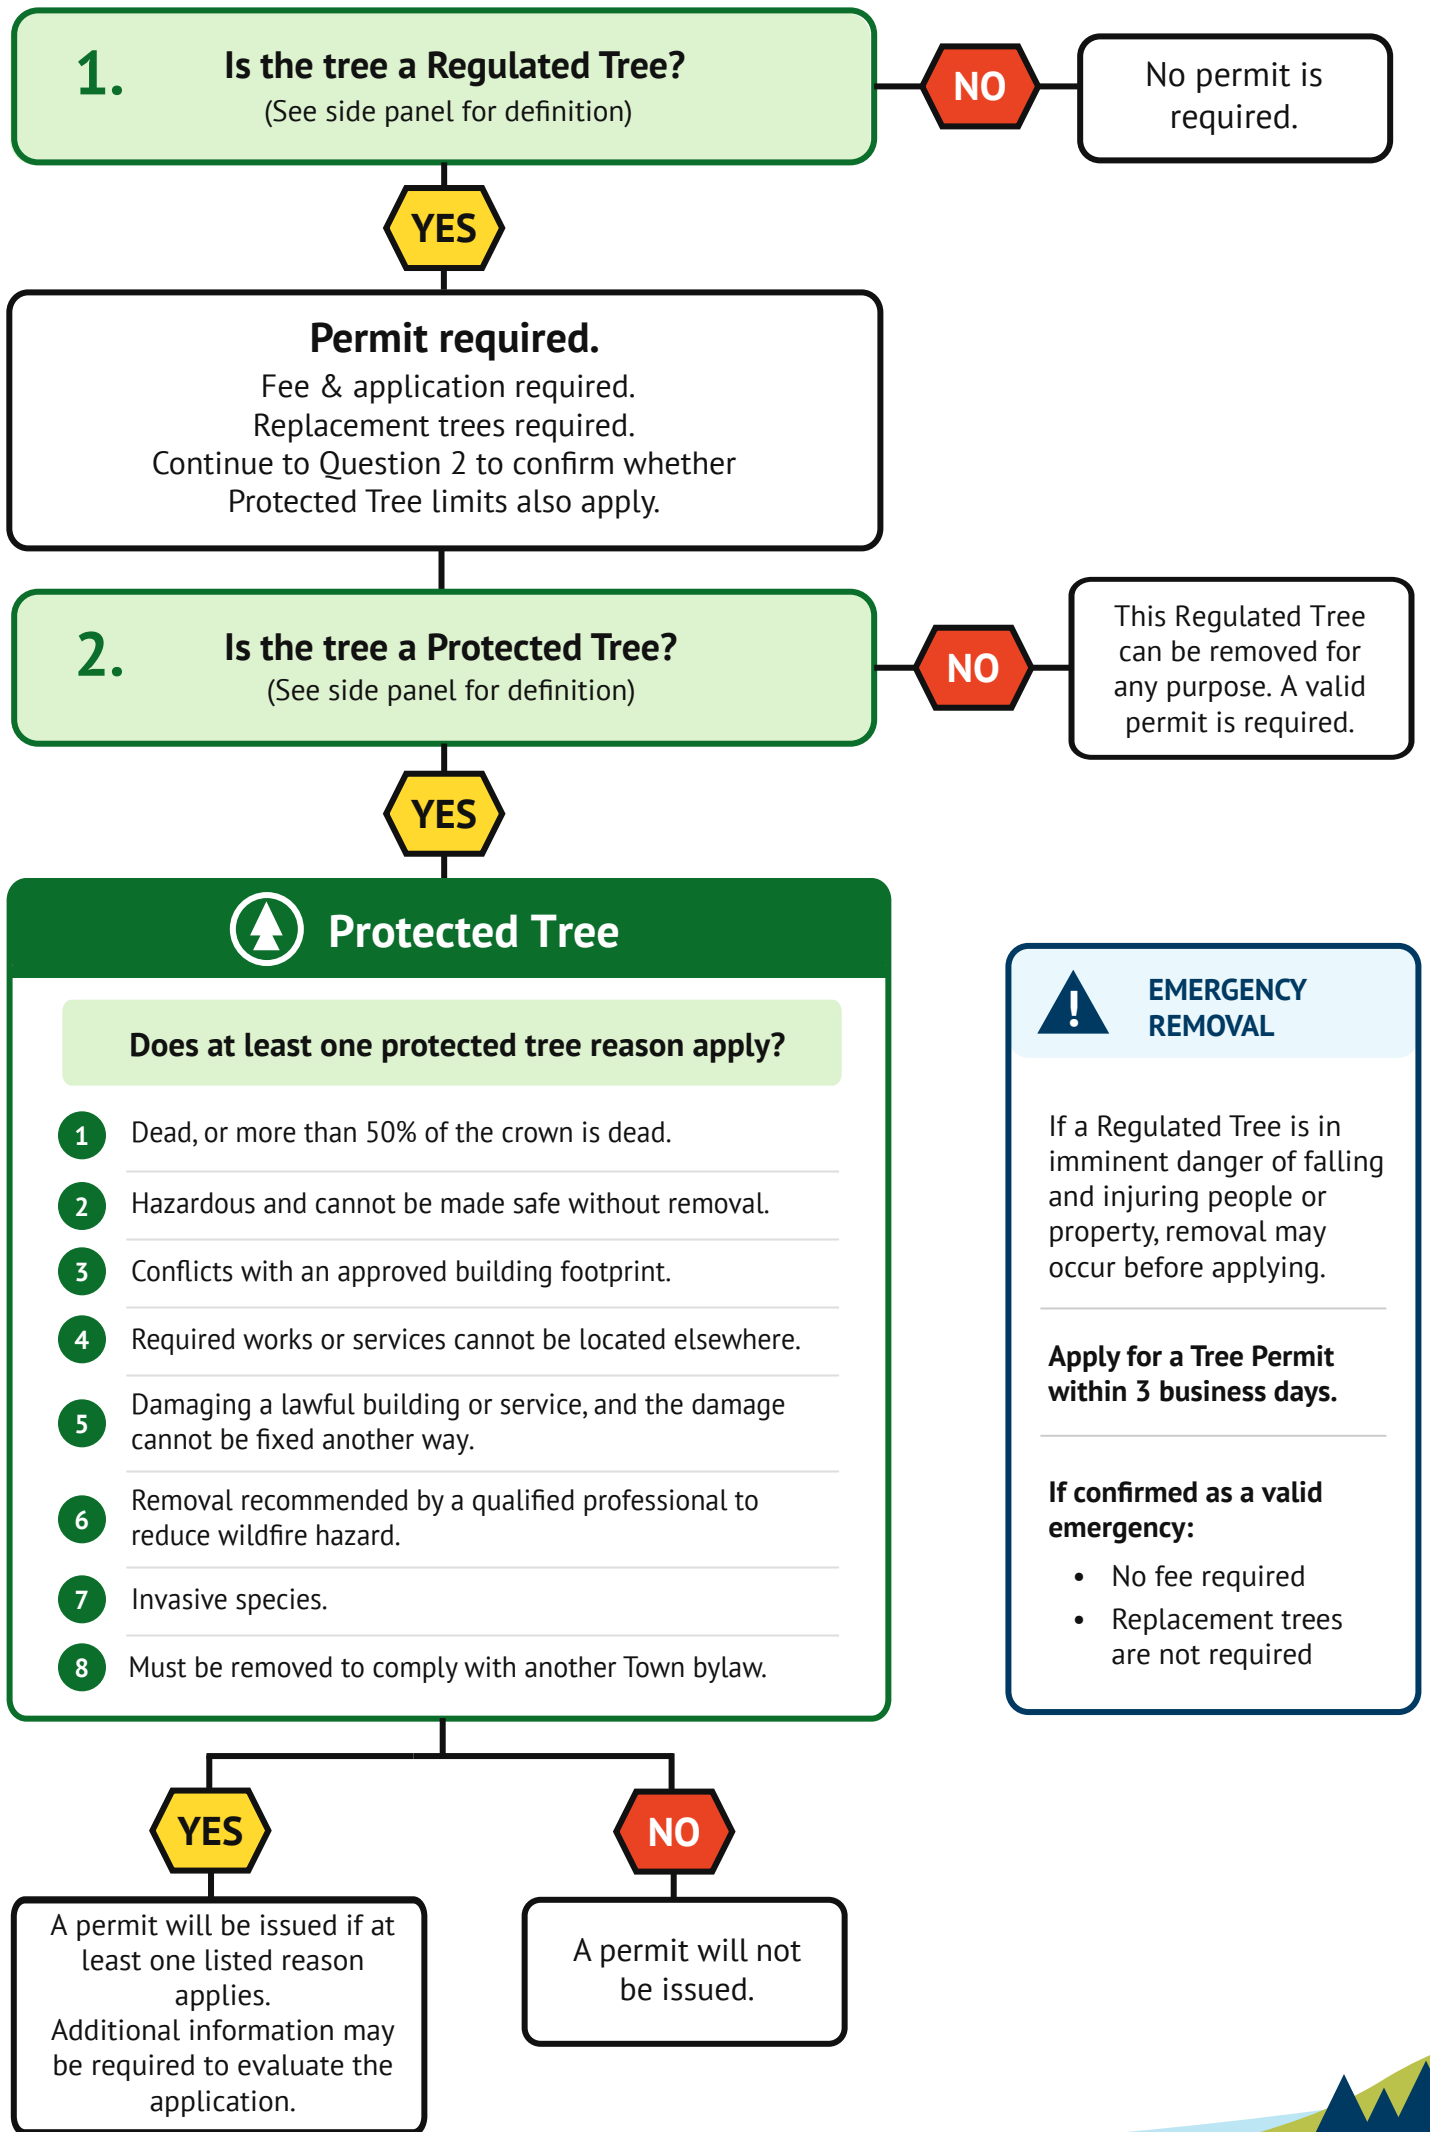 1.
Is the tree a Regulated Tree?
(See side panel for definition)
NO
No permit is
required.
YES
Permit required.
Fee & application required.
Replacement trees required.
Continue to Question 2 to confirm whether
Protected Tree limits also apply.
2.
Is the tree a Protected Tree?
(See side panel for definition)
NO
This Regulated Tree
can be removed for
any purpose. A valid
permit is required.
YES
Protected Tree
Does at least one protected tree reason apply?
1 Dead, or more than 50% of the crown is dead.
2 Hazardous and cannot be made safe without removal.
3 Conflicts with an approved building footprint.
4 Required works or services cannot be located elsewhere.
5 Damaging a lawful building or service, and the damage
cannot be fixed another way.
6 Removal recommended by a qualified professional to
reduce wildfire hazard.
7 Invasive species.
8 Must be removed to comply with another Town bylaw.
YES
A permit will be issued if at
least one listed reason
applies.
Additional information may
be required to evaluate the
application.
NO
A permit will not
be issued.
!
EMERGENCY
REMOVAL
If a Regulated Tree is in
imminent danger of falling
and injuring people or
property, removal may
occur before applying.
Apply for a Tree Permit
within 3 business days.
If confirmed as a valid
emergency:
• No fee required
• Replacement trees
are not required